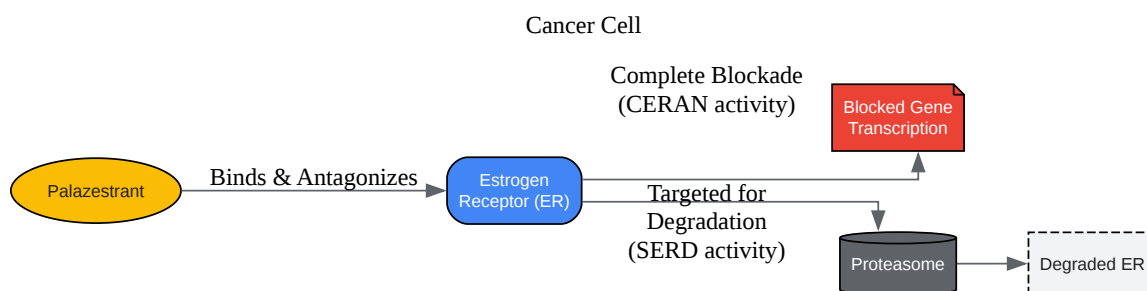 Cancer Cell
Complete Blockade
(CERAN activity)
Blocked Gene
Transcription
Palazestrant
Binds & Antagonizes
Estrogen
Receptor (ER)
Targeted for
Degradation
(SERD activity)
Proteasome
Degraded ER